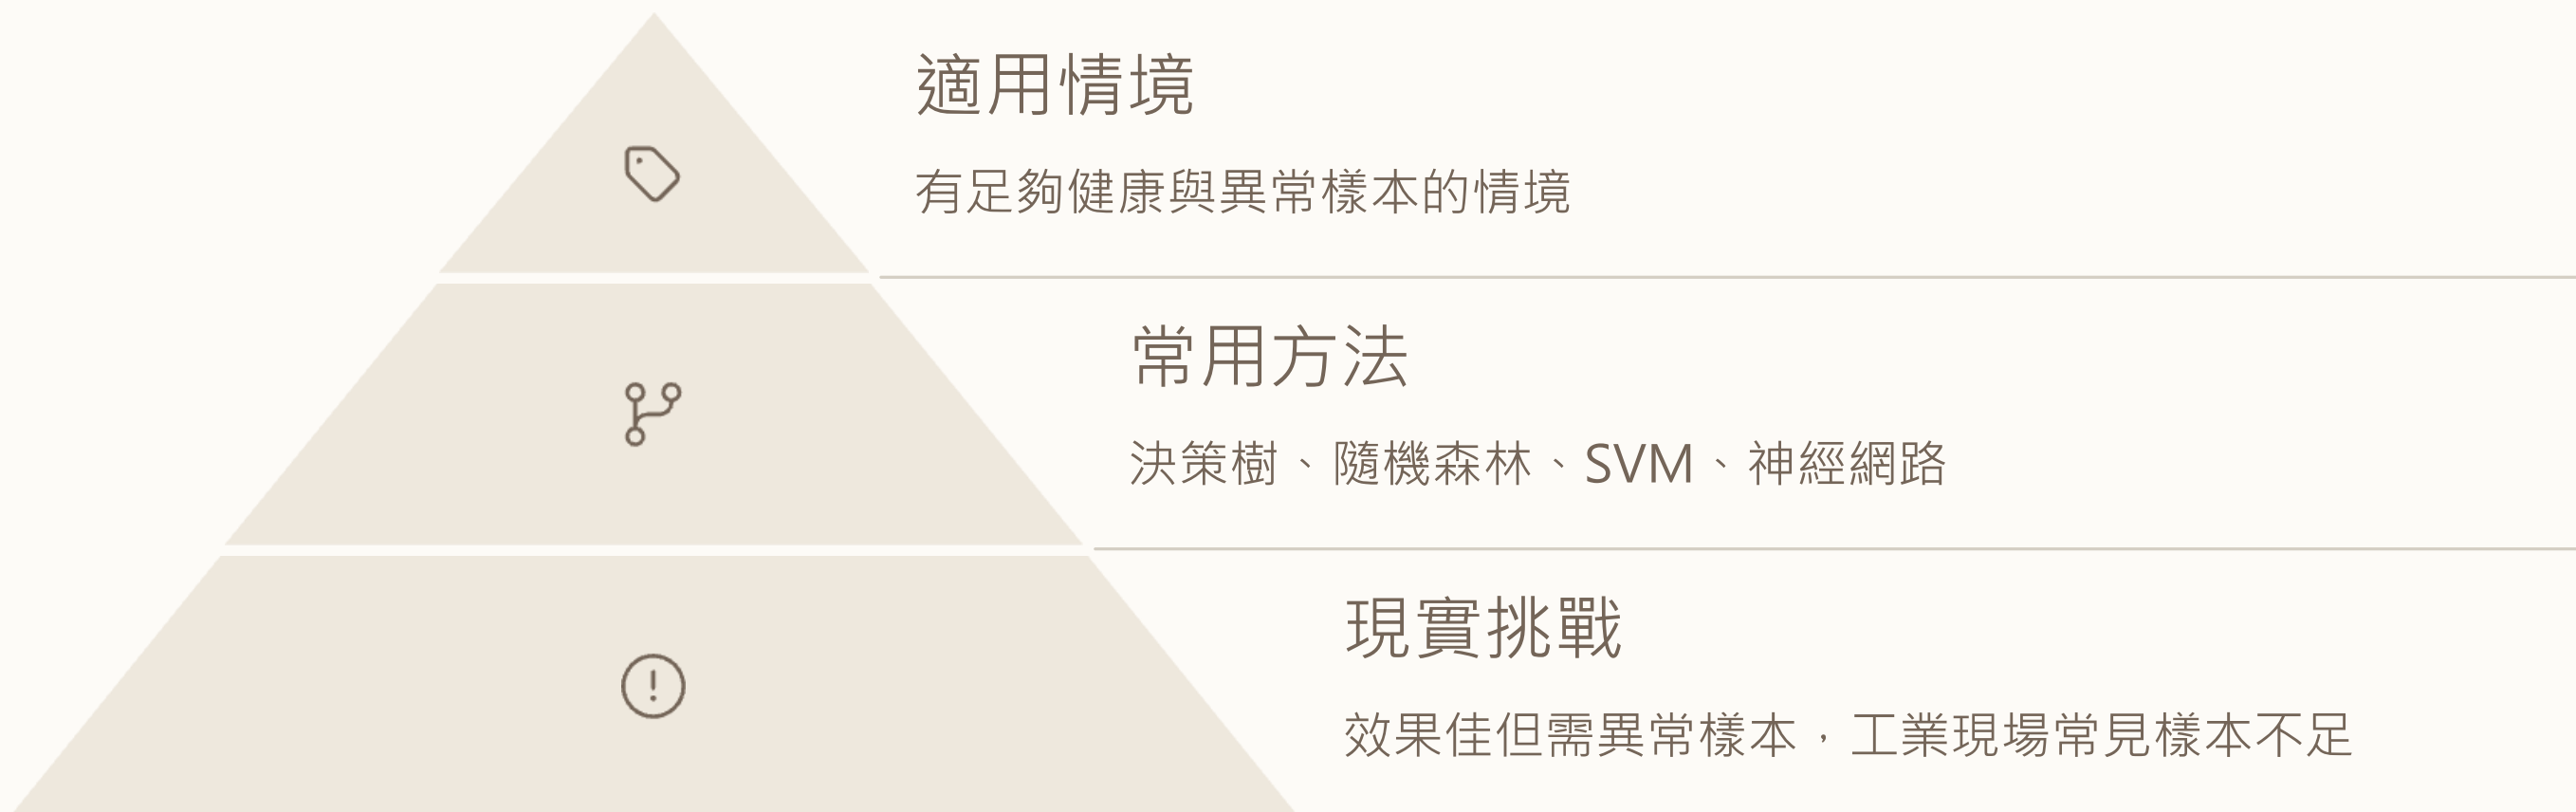 適用情境
有足夠健康與異常樣本的情境
常用方法
決策樹、隨機森林、SVM、神經網路
現實挑戰
效果佳但需異常樣本，工業現場常見樣本不足